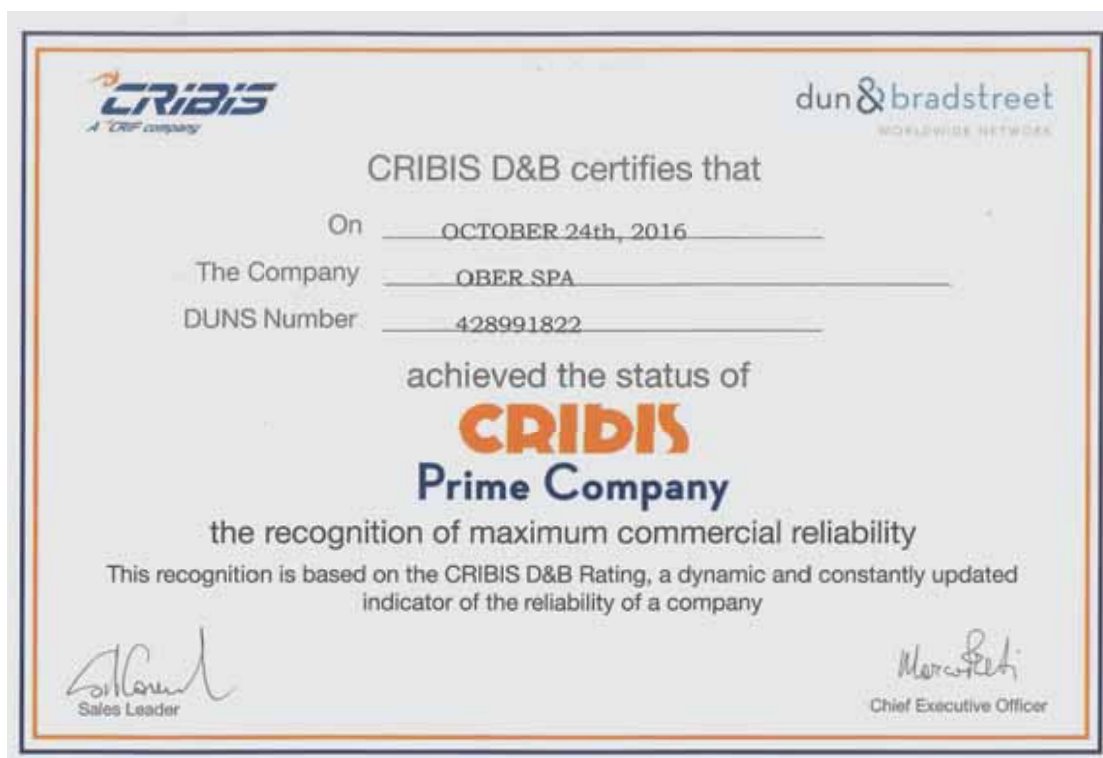 CRIBIS
A CRIF company
dun & bradstreet
WORLDWIDE NETWORK
CRIBIS D&B certifies that
On OCTOBER 24th, 2016
The Company OBER SPA
DUNS Number 428991822
achieved the status of
CRIBIS
Prime Company
the recognition of maximum commercial reliability
This recognition is based on the CRIBIS D&B Rating, a dynamic and constantly updated
indicator of the reliability of a company
Sales Leader
Chief Executive Officer